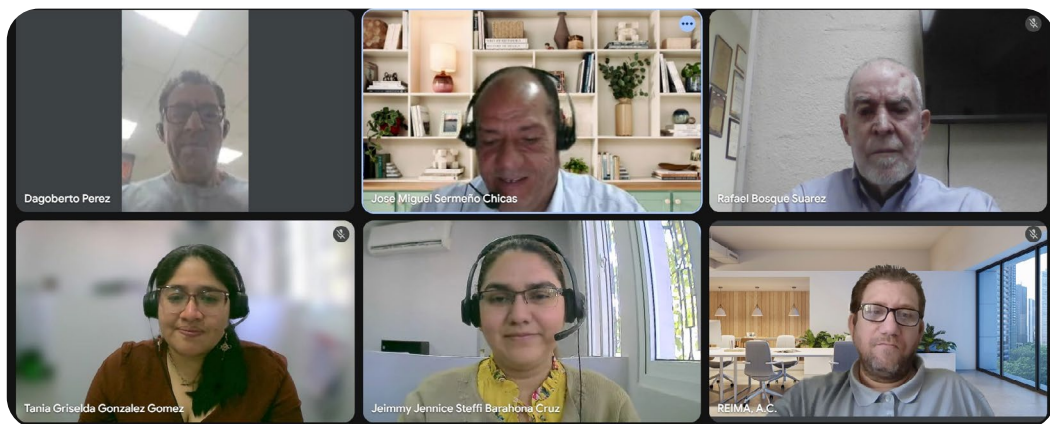 Dagoberto Perez
José Miguel Sermeño Chicas
Rafael Bosque Suarez
Tania Griselda Gonzalez Gomez
Jeimmy Jennice Steffi Barahona Cruz
REIMA, A.C.